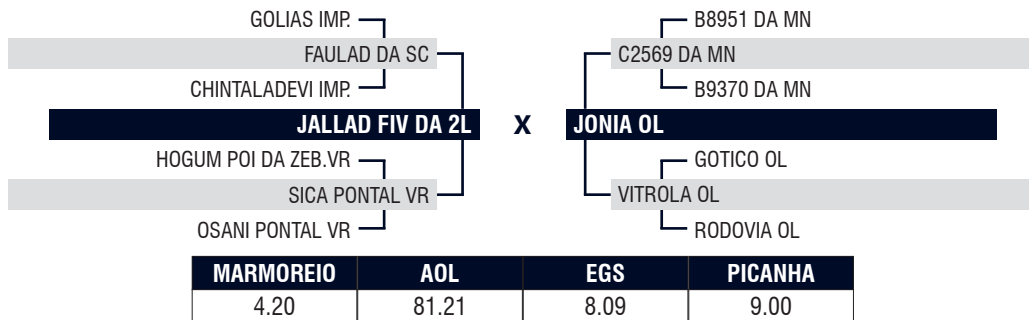 GOLIAS IMP. B8951 DA MN
FAULAD DA SC C2569 DA MN
CHINTALADEVI IMP. B9370 DA MN
JALLAD FIV DA 2L X JONIA OL
HOGUM POI DA ZEB.VR GOTICO OL
SICA PONTAL VR VITROLA OL
OSANI PONTAL VR RODOVIA OL
MARMOREIO AOL EGS PICANHA
4.20 81.21 8.09 9.00